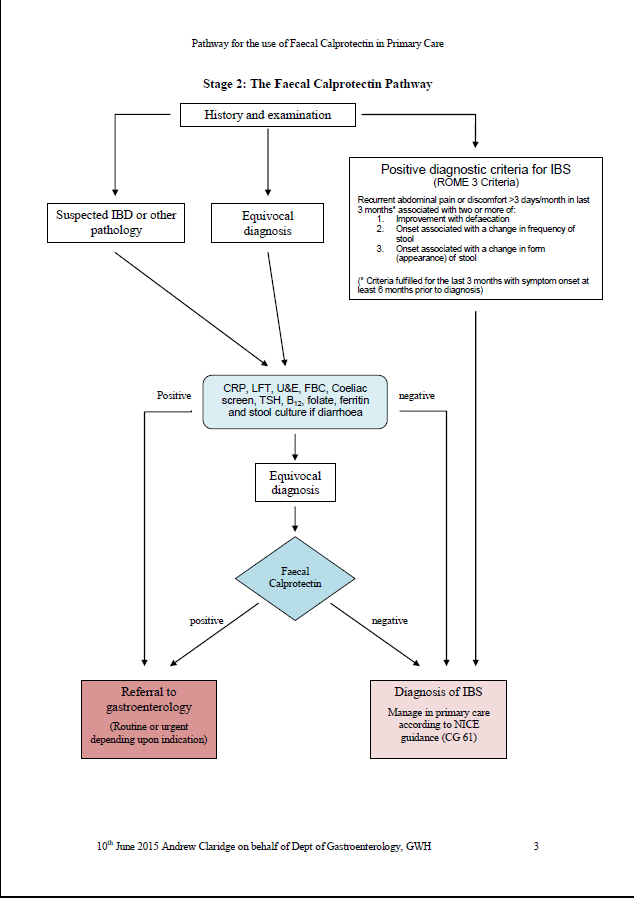 Pathway for the use of Faecal Calprotectin in Primary Care
Stage 2: The Faecal Calprotectin Pathway
History and examination
Suspected IBD or other
pathology
Equivocal
diagnosis
Positive diagnostic criteria for IBS
(ROME 3 Criteria)
Recurrent abdominal pain or discomfort >3 days/month in last
3 months* associated with two or more of:
1. Improvement with defaecation
2. Onset associated with a change in frequency of
stool
3. Onset associated with a change in form
(appearance) of stool
(* Criteria fulfilled for the last 3 months with symptom onset at
least 6 months prior to diagnosis)
Positive
CRP, LFT, U&E, FBC, Coeliac
screen, TSH, B12, folate, ferritin
and stool culture if diarrhoea
negative
Equivocal
diagnosis
Faecal
Calprotectin
positive
negative
Referral to
gastroenterology
(Routine or urgent
depending upon indication)
Diagnosis of IBS
Manage in primary care
according to NICE
guidance (CG 61)
10th June 2015 Andrew Claridge on behalf of Dept of Gastroenterology, GWH 3